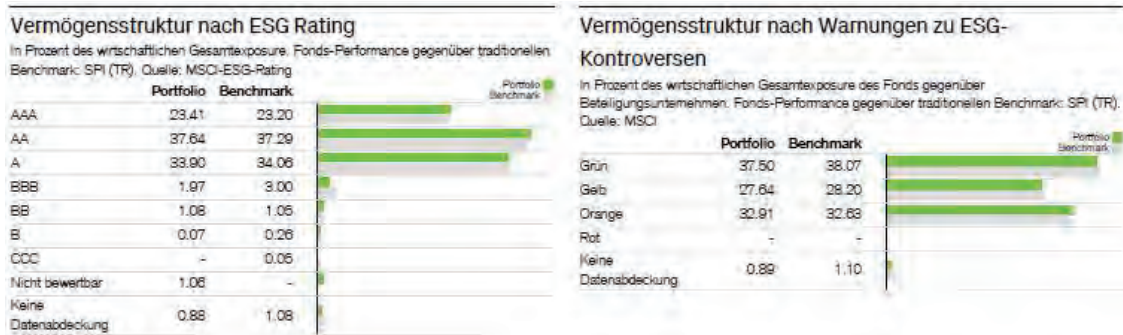 Vermögensstruktur nach ESG Rating
In Prozent des wirtschaftlichen Gesamtexposure. Fonds-Performance gegenüber traditionellen
Benchmark: SPI (TR). Quelle: MSCI-ESG-Rating
Portfolio Benchmark
Portfolio
Benchmark
AAA 23.41 23.20
AA 37.64 37.29
A 33.90 34.06
BBB 1.97 3.00
BB 1.08 1.05
B 0.07 0.26
CCC - 0.05
Nicht bewertbar 1.06 -
Keine
Datenabdeckung 0.88 1.08
Vermögensstruktur nach Warnungen zu ESG-
Kontroversen
In Prozent des wirtschaftlichen Gesamtexposure des Fonds gegenüber
Beteiligungsunternehmen. Fonds-Performance gegenüber traditionellen Benchmark: SPI (TR).
Quelle: MSCI
Portfolio Benchmark
Portfolio
Benchmark
Grün 37.50 38.07
Gelb 27.64 28.20
Orange 32.91 32.63
Rot - -
Keine
Datenabdeckung 0.89 1.10